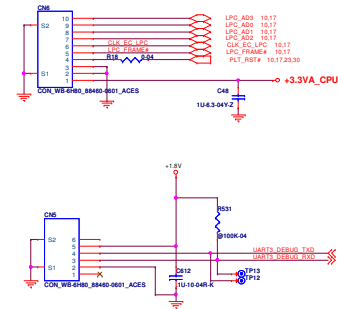 CN6
10
9
8
7
6
5
4
3
2
1
S2
S1
LPC_AD3 10,17
LPC_AD0 10,17
LPC_AD1 10,17
LPC_AD2 10,17
CLK_EC_LPC
CLK_EC_LPC 10,17
LPC_FRAME#
LPC_FRAME# 10,17
R18 0-04
PLT_RST# 10,17,23,30
+3.3VA_CPU
CON_WB-6H80_88460-0601_ACES
C48
1U-6.3-04Y-Z
+1.8V
CN5
R531
@100K-04
S2
S1
6
5
4
3
2
1
UART3_DEBUG_TXD
UART3_DEBUG_RXD
TP13
TP12
C612
.1U-10-04R-K
CON_WB-6H80_88460-0601_ACES